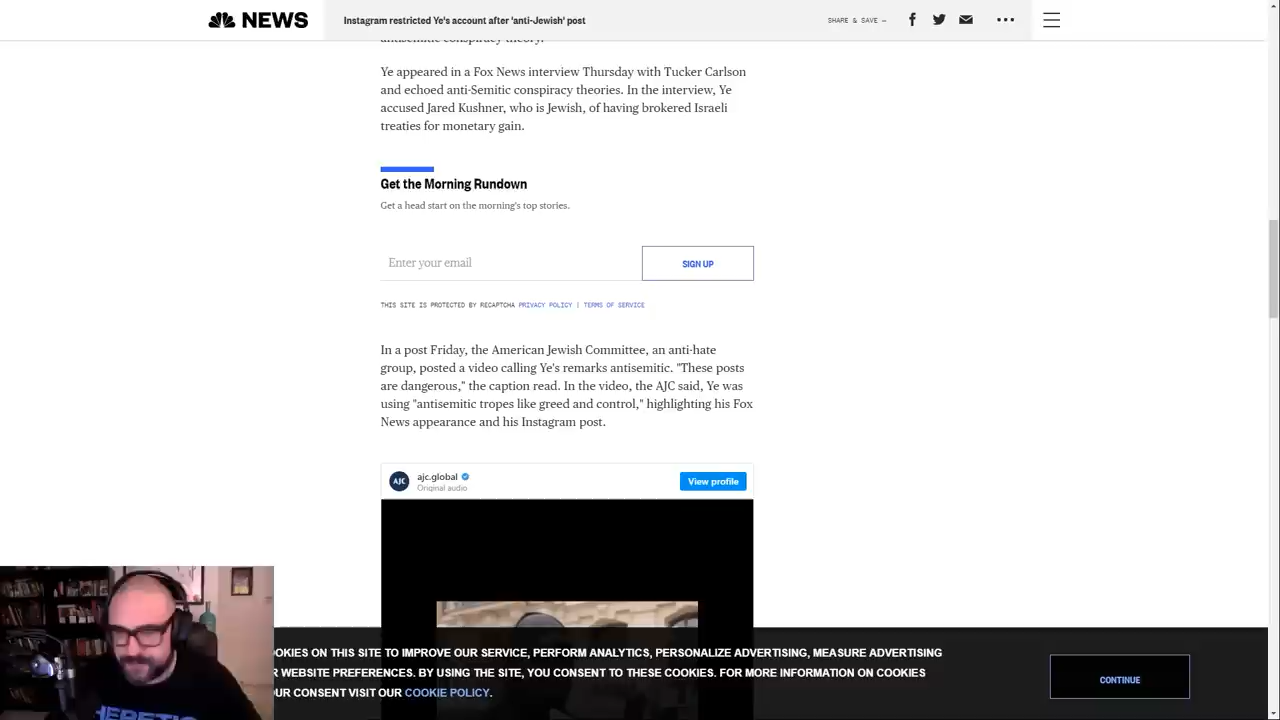 NEWS
Instagram restricted Ye's account after 'anti-Jewish' post
SHARE & SAVE —
antisemitic conspiracy theory.
Ye appeared in a Fox News interview Thursday with Tucker Carlson
and echoed anti-Semitic conspiracy theories. In the interview, Ye
accused Jared Kushner, who is Jewish, of having brokered Israeli
treaties for monetary gain.
Get the Morning Rundown
Get a head start on the morning's top stories.
Enter your email
SIGN UP
THIS SITE IS PROTECTED BY RECAPTCHA PRIVACY POLICY | TERMS OF SERVICE
In a post Friday, the American Jewish Committee, an anti-hate
group, posted a video calling Ye's remarks antisemitic. "These posts
are dangerous," the caption read. In the video, the AJC said, Ye was
using "antisemitic tropes like greed and control," highlighting his Fox
News appearance and his Instagram post.
AJC
ajc.global
Original audio
View profile
OKIES ON THIS SITE TO IMPROVE OUR SERVICE, PERFORM ANALYTICS, PERSONALIZE ADVERTISING, MEASURE ADVERTISING
R WEBSITE PREFERENCES. BY USING THE SITE, YOU CONSENT TO THESE COOKIES. FOR MORE INFORMATION ON COOKIES
UR CONSENT VISIT OUR COOKIE POLICY.
CONTINUE
HERETIC